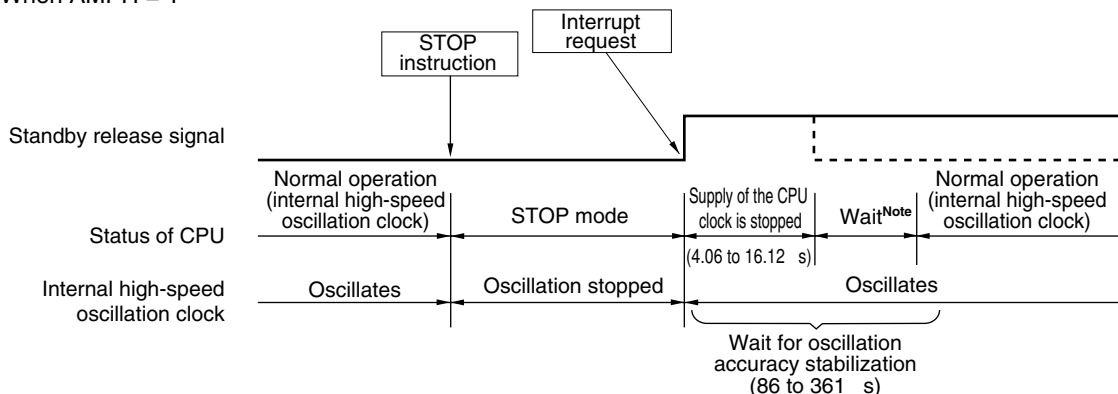 STOP
instruction
Interrupt
request
Standby release signal
Normal operation
(internal high-speed
oscillation clock)
Status of CPU
STOP mode
Supply of the CPU
clock is stopped
(4.06 to 16.12 s)
Wait Note
Normal operation
(internal high-speed
oscillation clock)
Internal high-speed
oscillation clock
Oscillates
Oscillation stopped
Oscillates
Wait for oscillation
accuracy stabilization
(86 to 361 s)